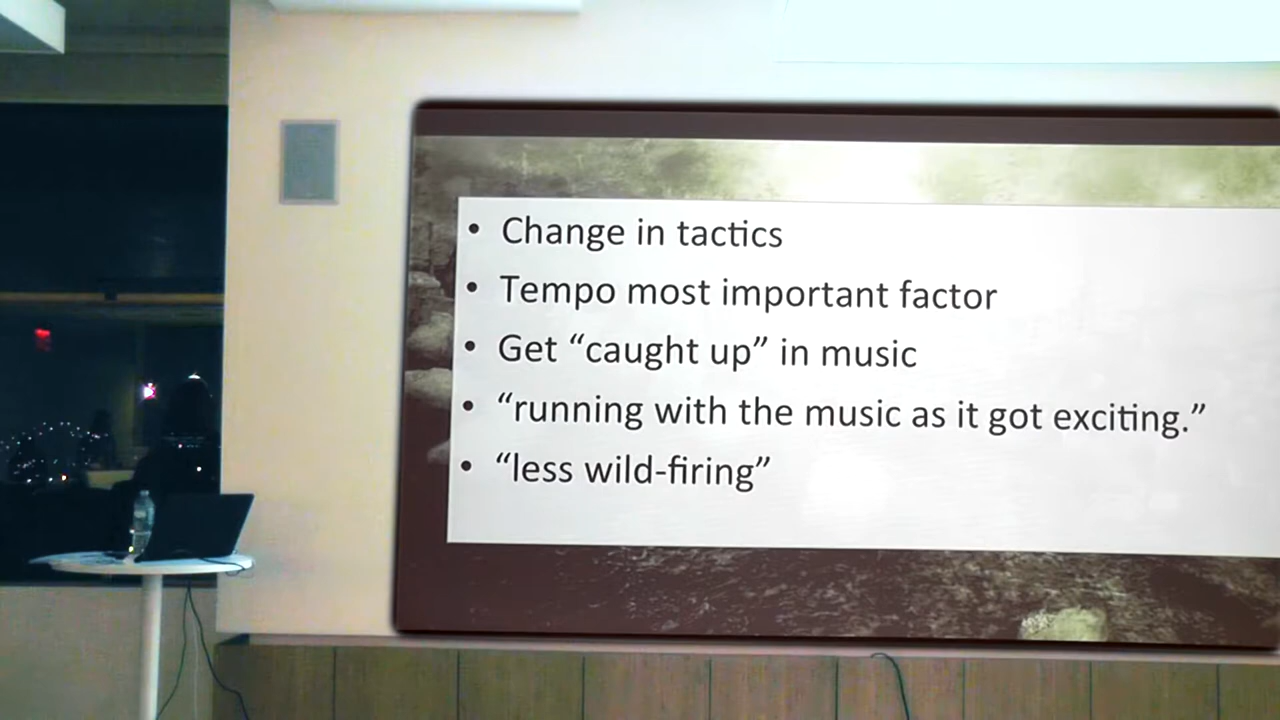 • Change in tactics
• Tempo most important factor
• Get “caught up” in music
• “running with the music as it got exciting.”
• “less wild-firing”